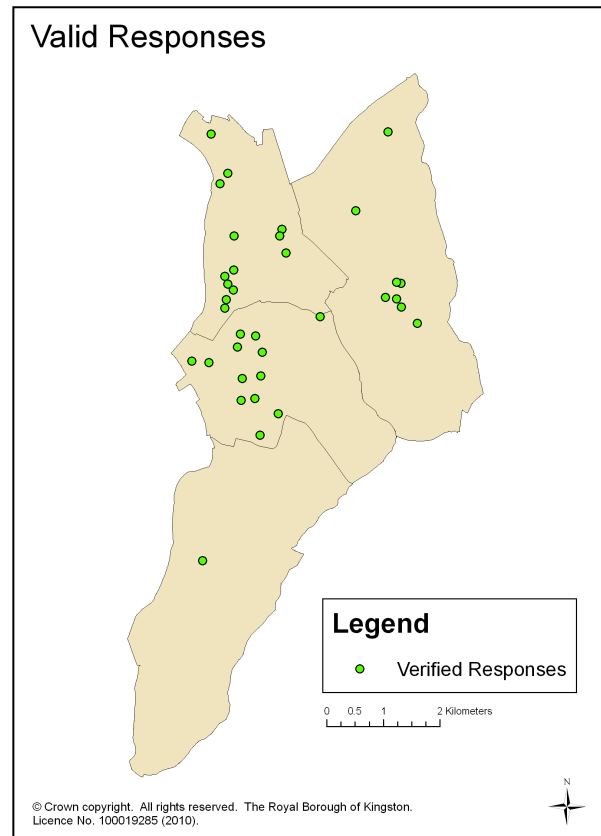 Valid Responses
Legend
Verified Responses
0 0.5 1 2 Kilometers
N
© Crown copyright. All rights reserved. The Royal Borough of Kingston.
Licence No. 100019285 (2010).